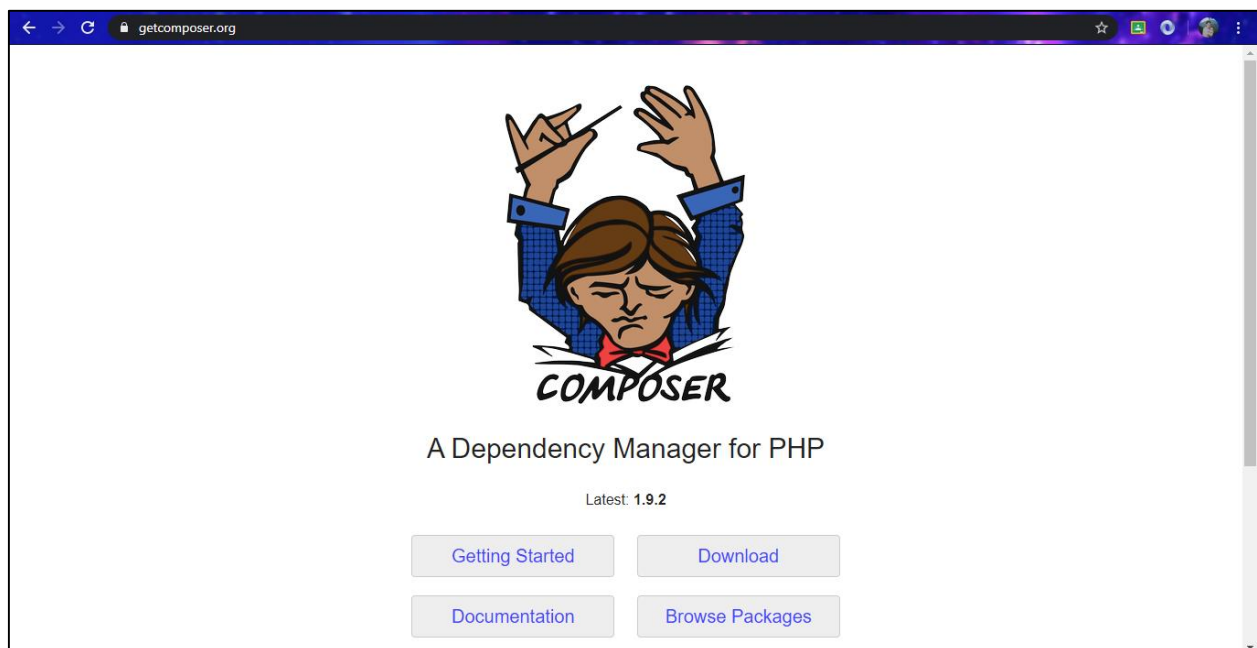 getcomposer.org
COMPOSER
A Dependency Manager for PHP
Latest: 1.9.2
Getting Started Download
Documentation Browse Packages